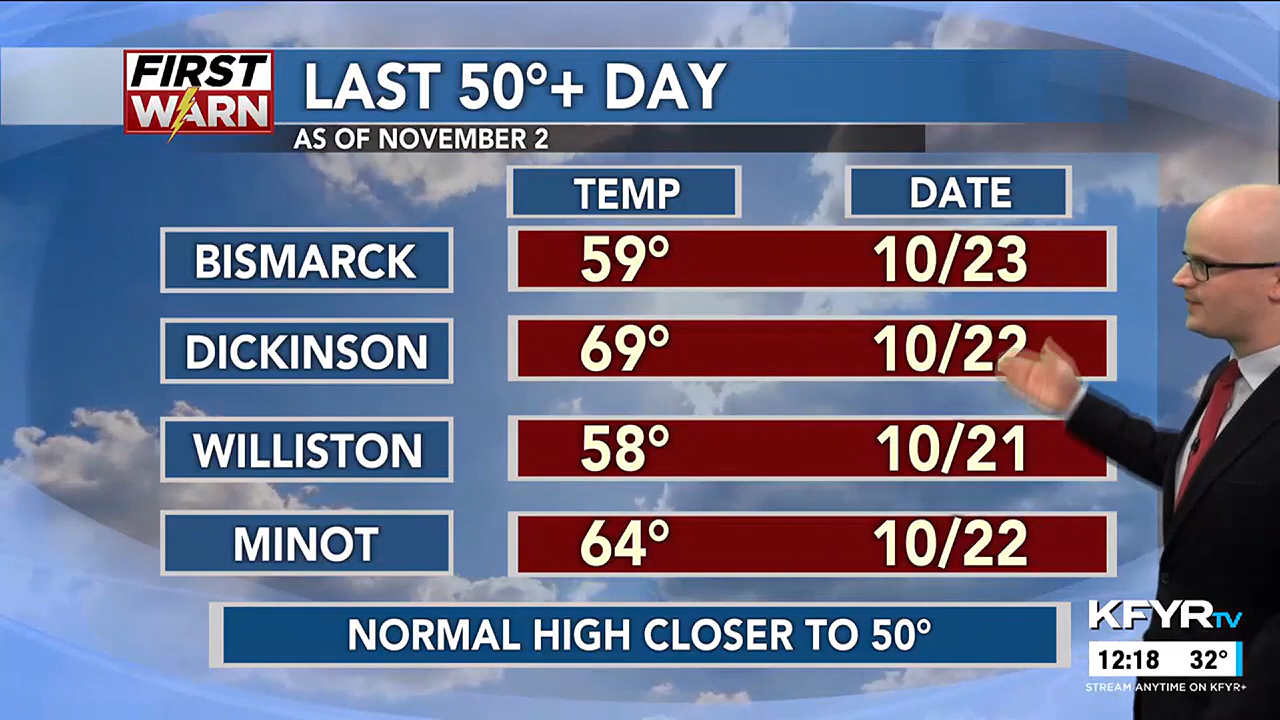 FIRST
WARN
LAST 50°+ DAY
AS OF NOVEMBER 2
TEMP DATE
BISMARCK 59° 10/23
DICKINSON 69° 10/22
WILLISTON 58° 10/21
MINOT 64° 10/22
NORMAL HIGH CLOSER TO 50°
KFYRTV
12:18 32°
STREAM ANYTIME ON KFYR+